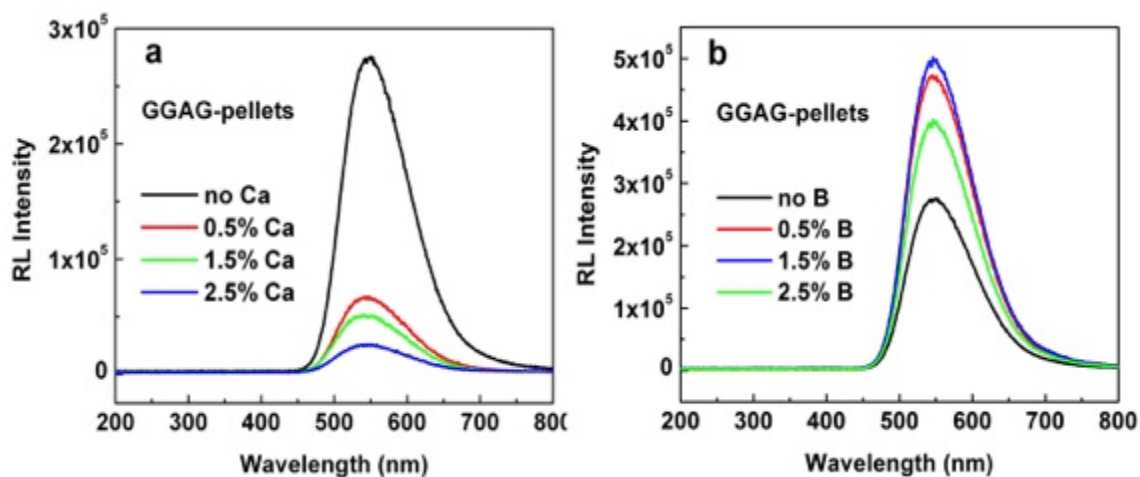 a
GGAG-pellets
no Ca
0.5% Ca
1.5% Ca
2.5% Ca
3x10⁵
2x10⁵
1x10⁵
0
RL Intensity
200 300 400 500 600 700 800
Wavelength (nm)
b
GGAG-pellets
no B
0.5% B
1.5% B
2.5% B
5x10⁵
4x10⁵
3x10⁵
2x10⁵
1x10⁵
0
RL Intensity
200 300 400 500 600 700 800
Wavelength (nm)